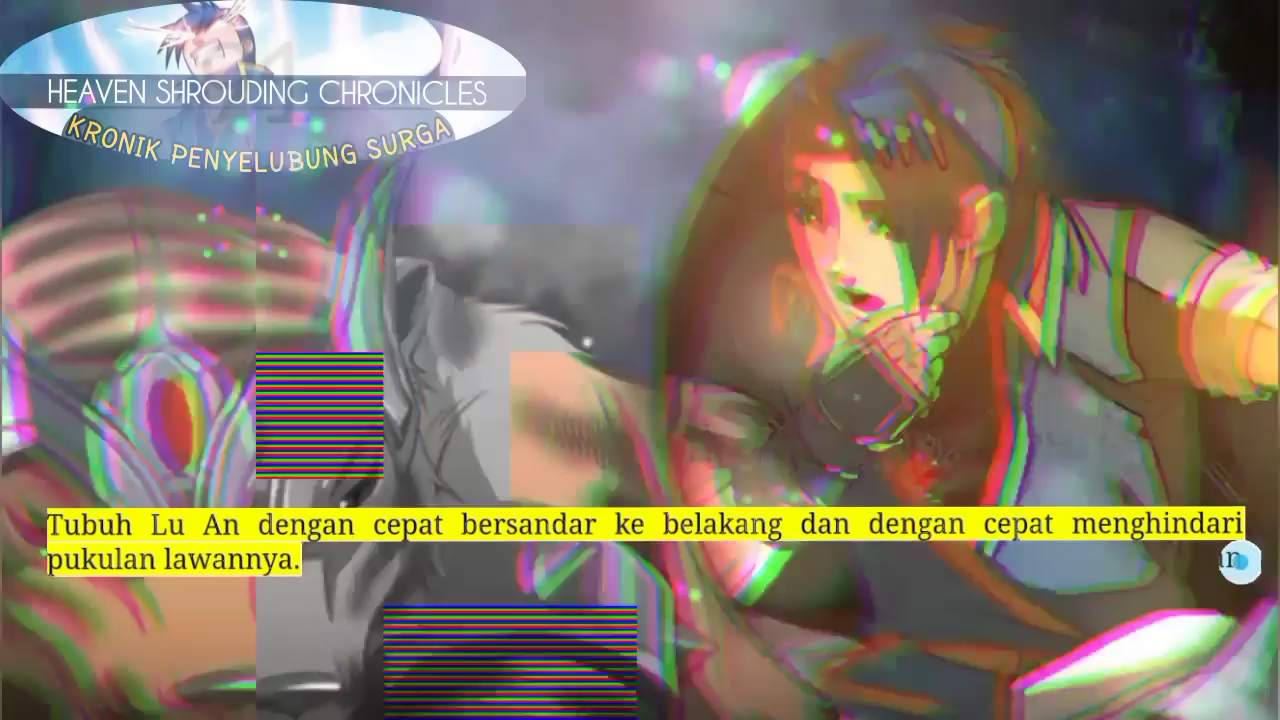 HEAVEN SHROUDING CHRONICLES
KRONIK PENYELUBUNG SURGA
Tubuh Lu An dengan cepat bersandar ke belakang dan dengan cepat menghindari
pukulan lawannya.